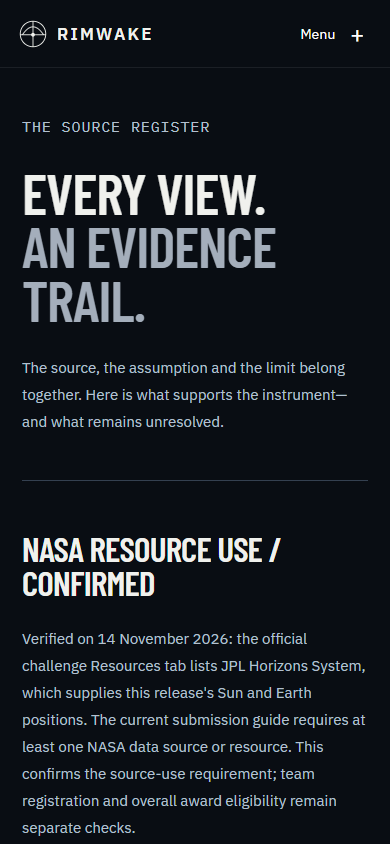 RIMWAKE
Menu +
THE SOURCE REGISTER
EVERY VIEW.
AN EVIDENCE
TRAIL.
The source, the assumption and the limit belong
together. Here is what supports the instrument—
and what remains unresolved.
NASA RESOURCE USE /
CONFIRMED
Verified on 14 November 2026: the official
challenge Resources tab lists JPL Horizons System,
which supplies this release's Sun and Earth
positions. The current submission guide requires at
least one NASA data source or resource. This
confirms the source-use requirement; team
registration and overall award eligibility remain
separate checks.